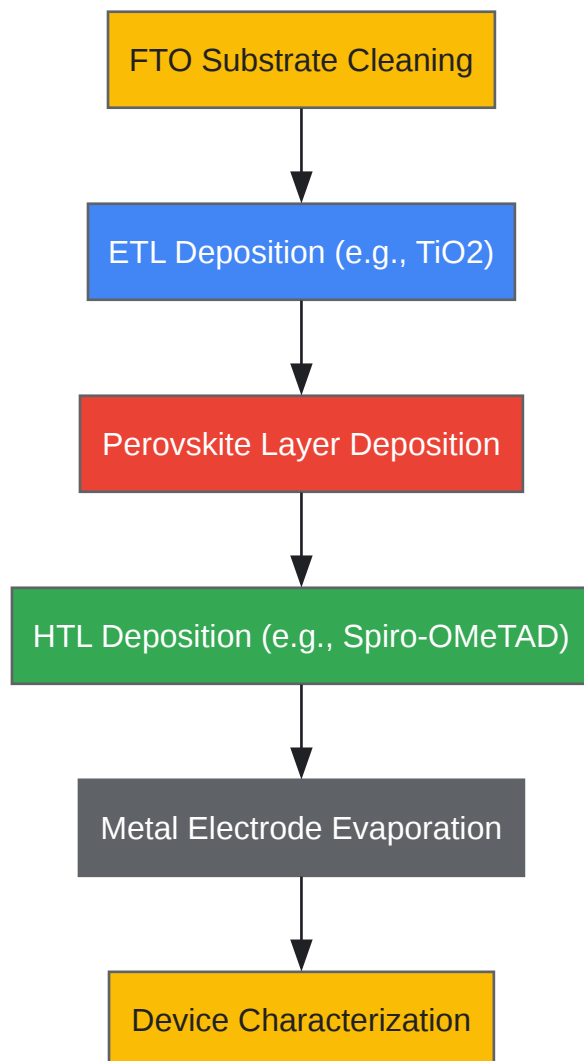 FTO Substrate Cleaning
ETL Deposition (e.g., TiO2)
Perovskite Layer Deposition
HTL Deposition (e.g., Spiro-OMeTAD)
Metal Electrode Evaporation
Device Characterization